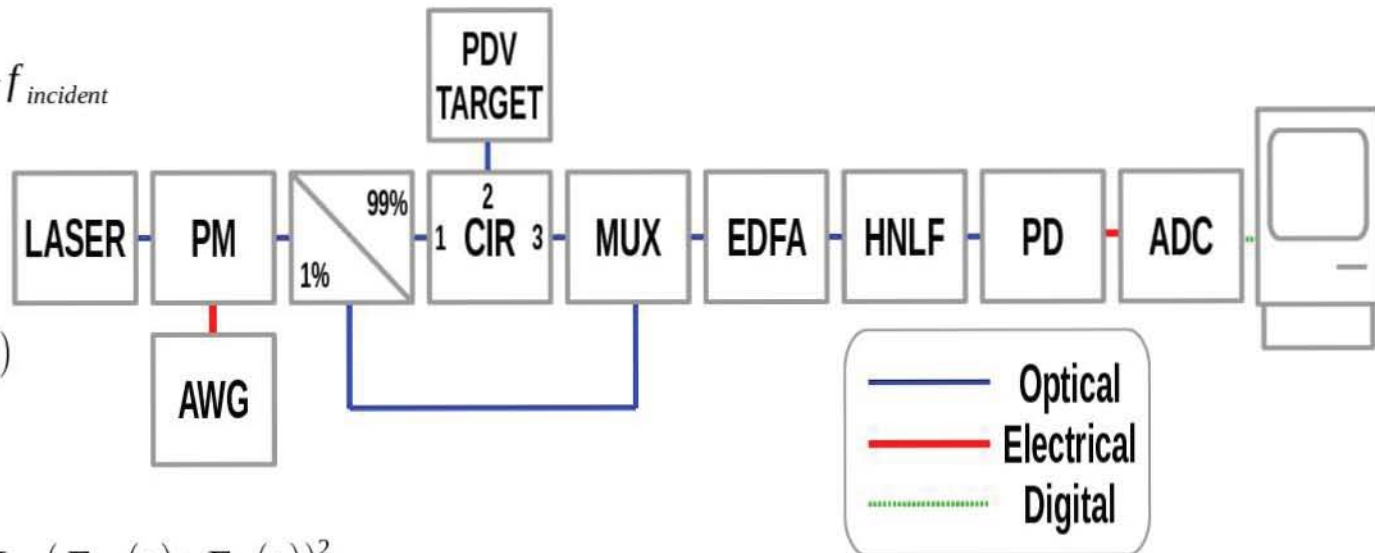 PDV
TARGET
f incident
LASER
PM
99%
1%
2
1 CIR 3
MUX
EDFA
HNLF
PD
ADC
)
AWG
Optical
Electrical
Digital